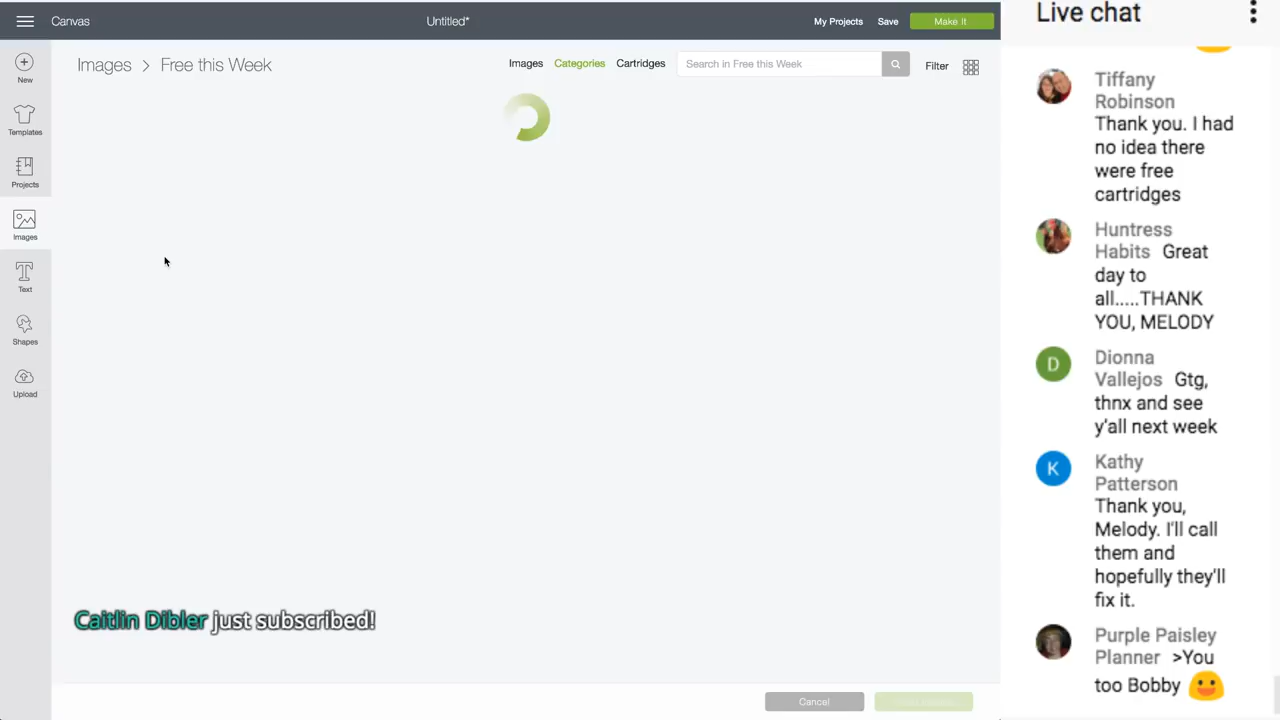 Canvas
Untitled*
My Projects
Save
Make It
New
Templates
Projects
Images
Text
Shapes
Upload
Images > Free this Week
Images
Categories
Cartridges
Search in Free this Week
Filter
Caitlin Dibler just subscribed!
Cancel
Live chat
Tiffany
Robinson
Thank you. I had
no idea there
were free
cartridges
Huntress
Habits Great
day to
all.....THANK
YOU, MELODY
Dionna
Vallejos Gtg,
thnx and see
y'all next week
Kathy
Patterson
Thank you,
Melody. I'll call
them and
hopefully they'll
fix it.
Purple Paisley
Planner >You
too Bobby
D
K